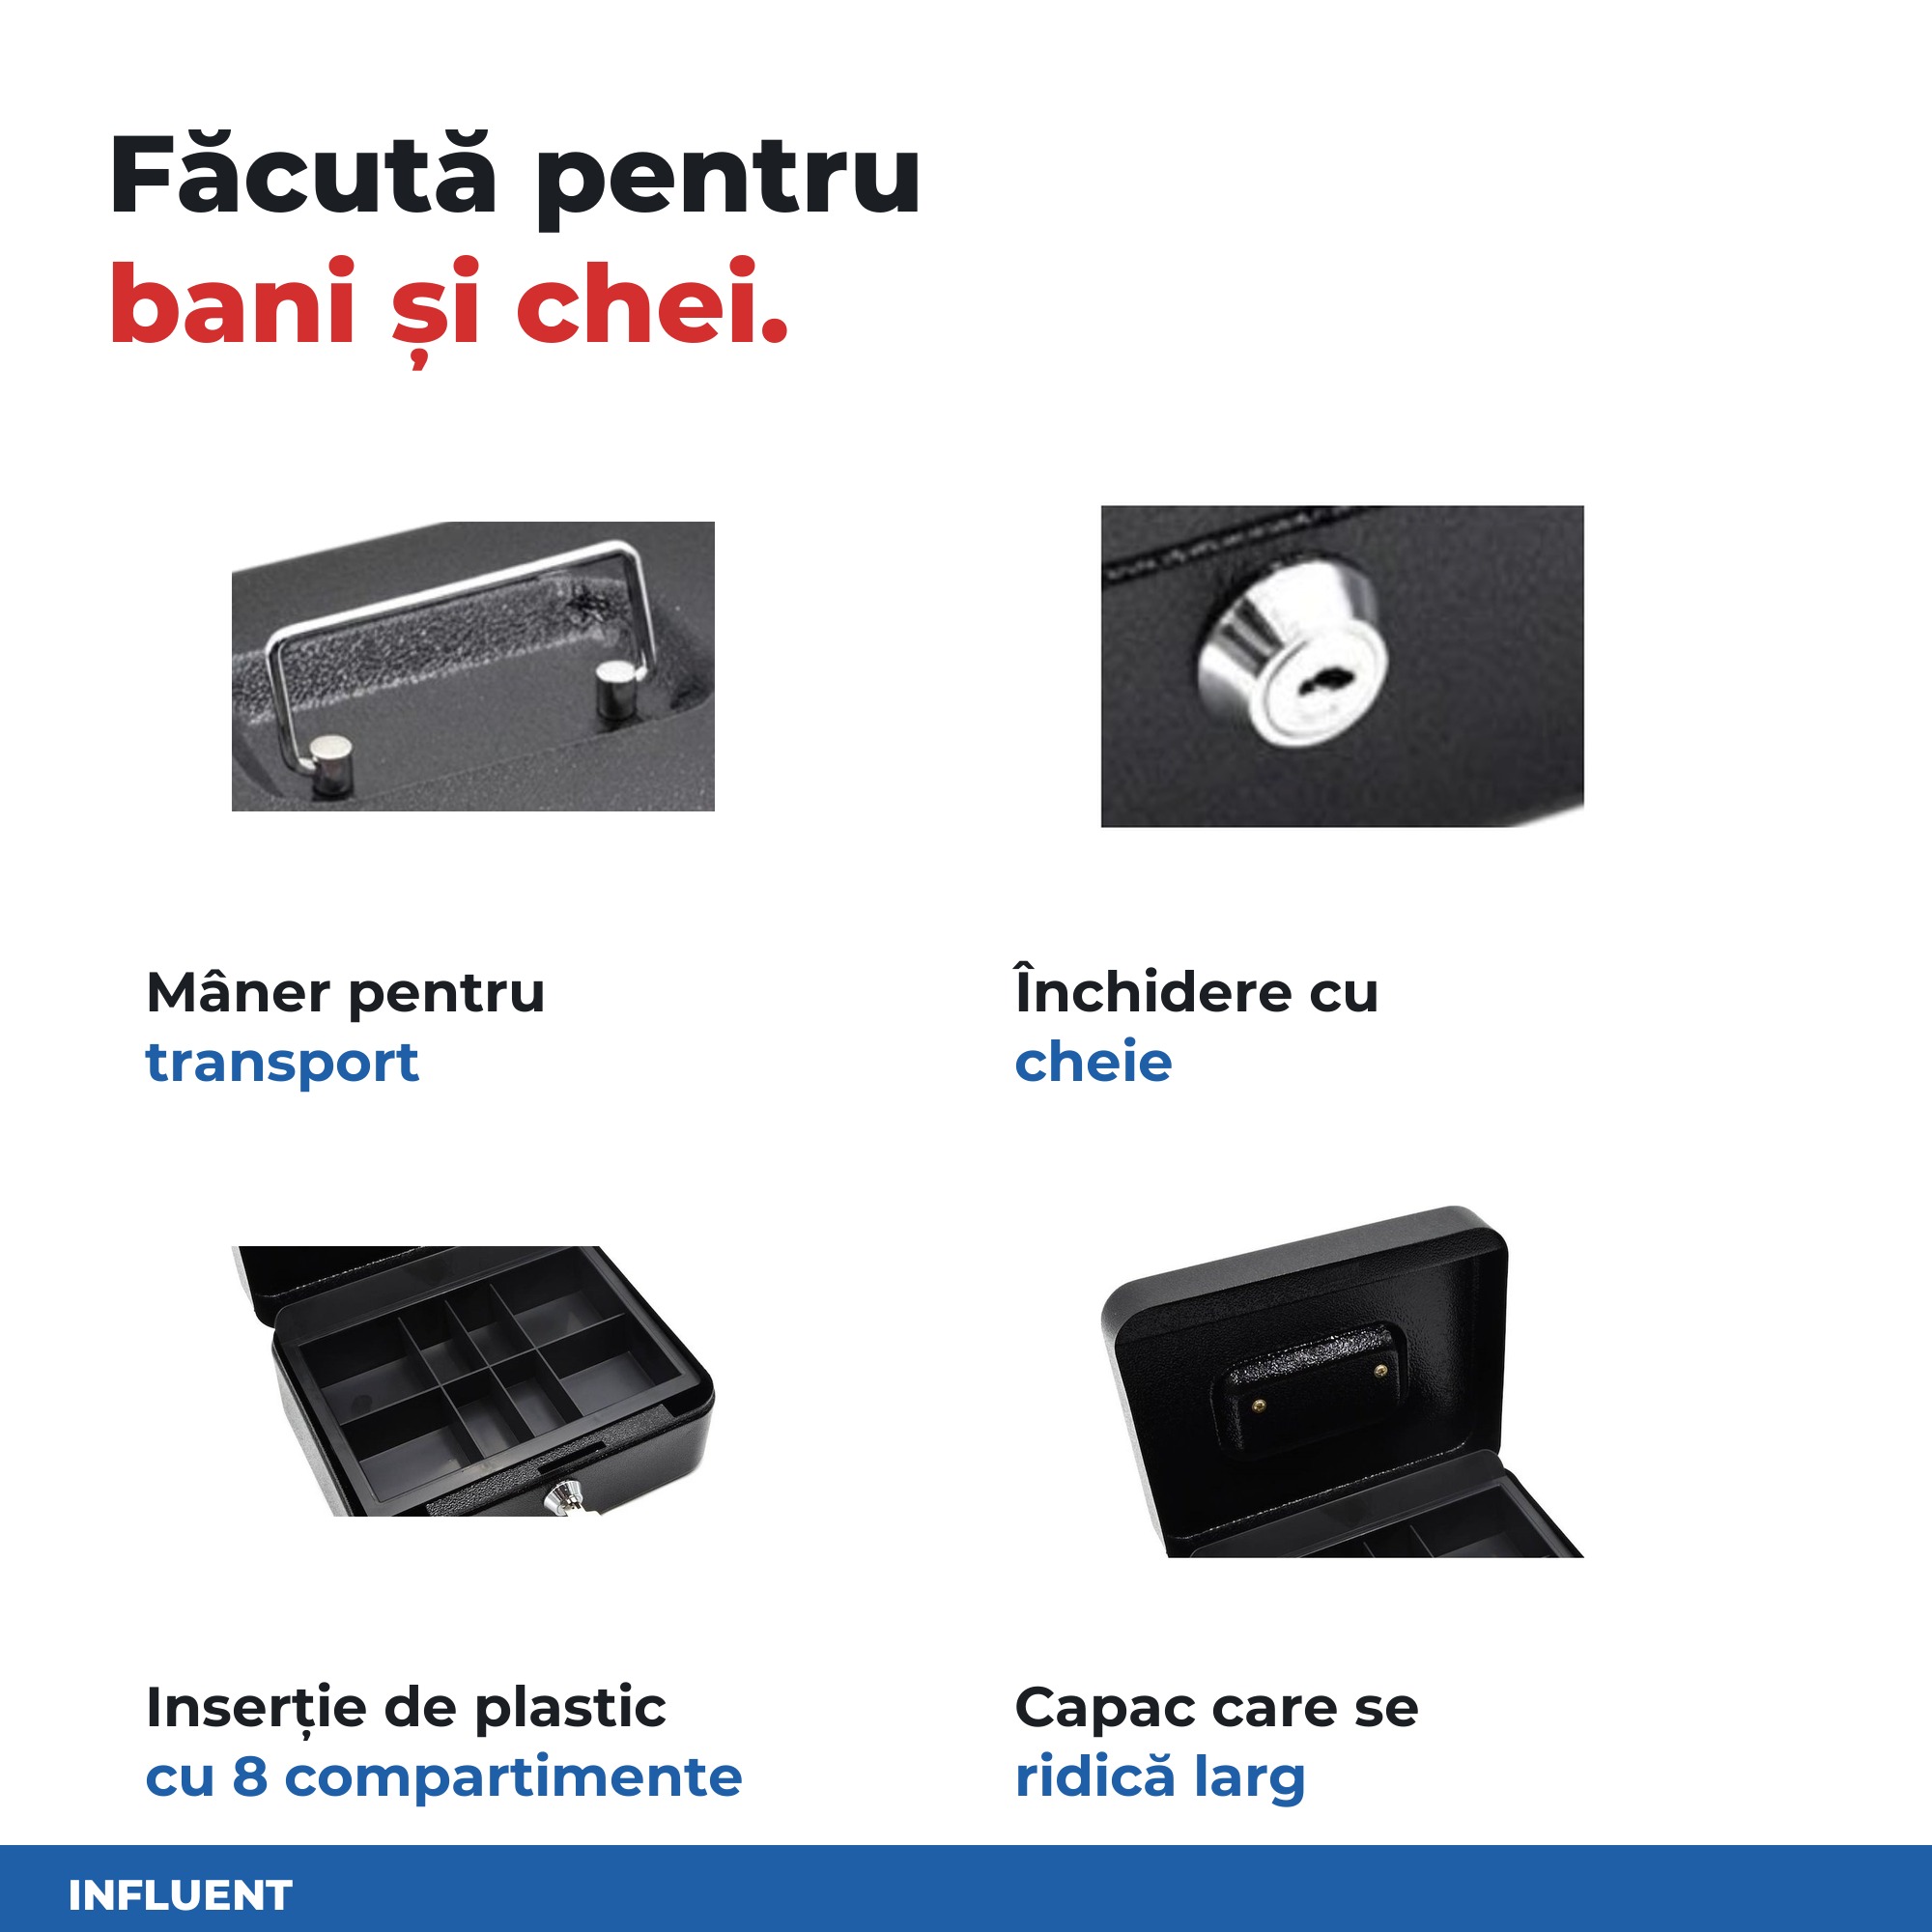 Făcută pentru
bani și chei.
Mâner pentru
transport
Închidere cu
cheie
Inserție de plastic
cu 8 compartimente
Capac care se
ridică larg
INFLUENT